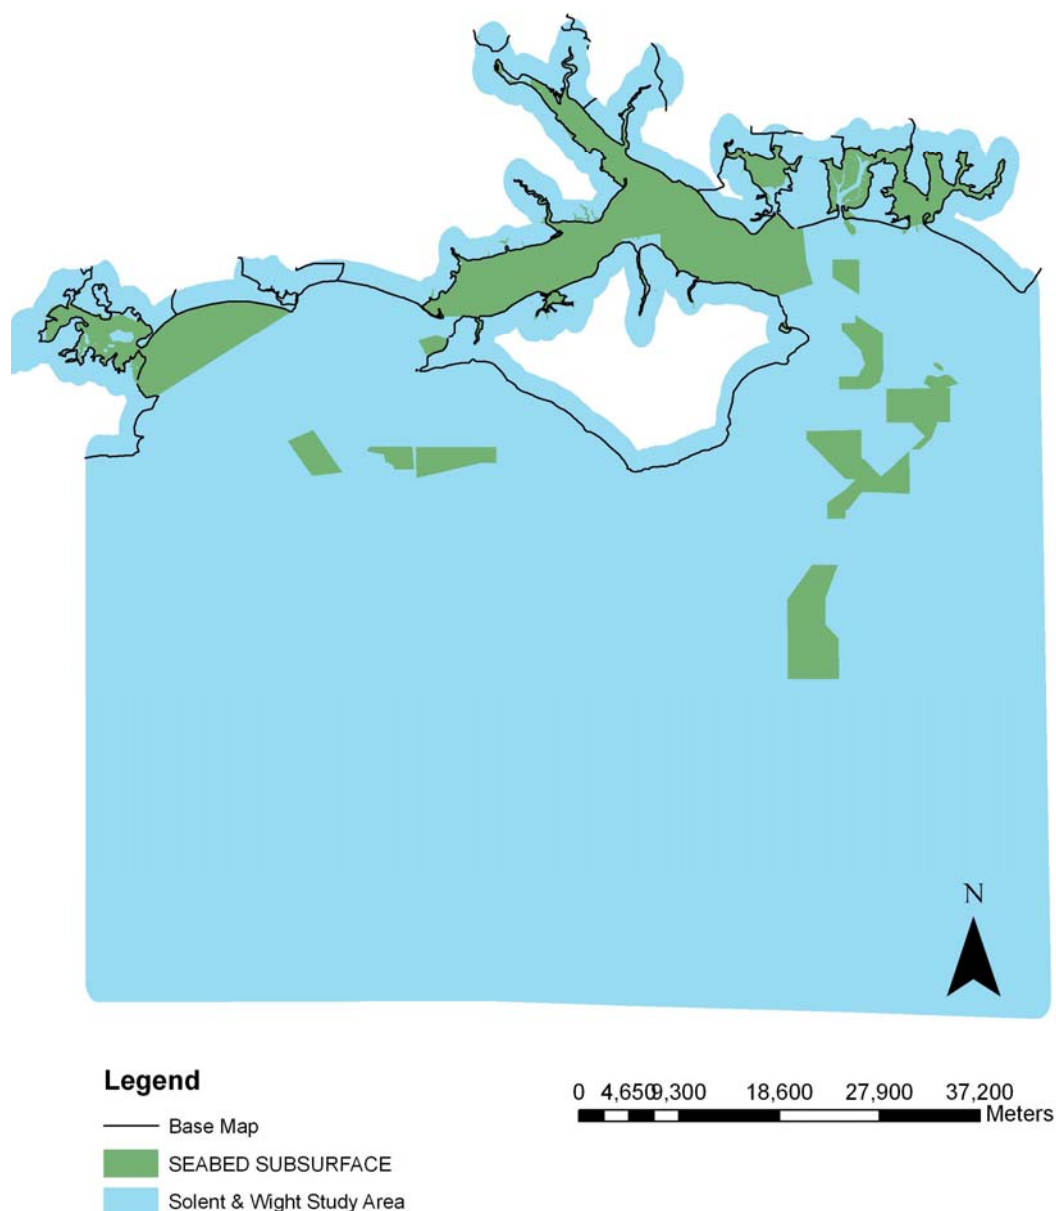 N
Legend
Base Map
SEABED SUBSURFACE
Solent & Wight Study Area
0 4,650 9,300 18,600 27,900 37,200
Meters